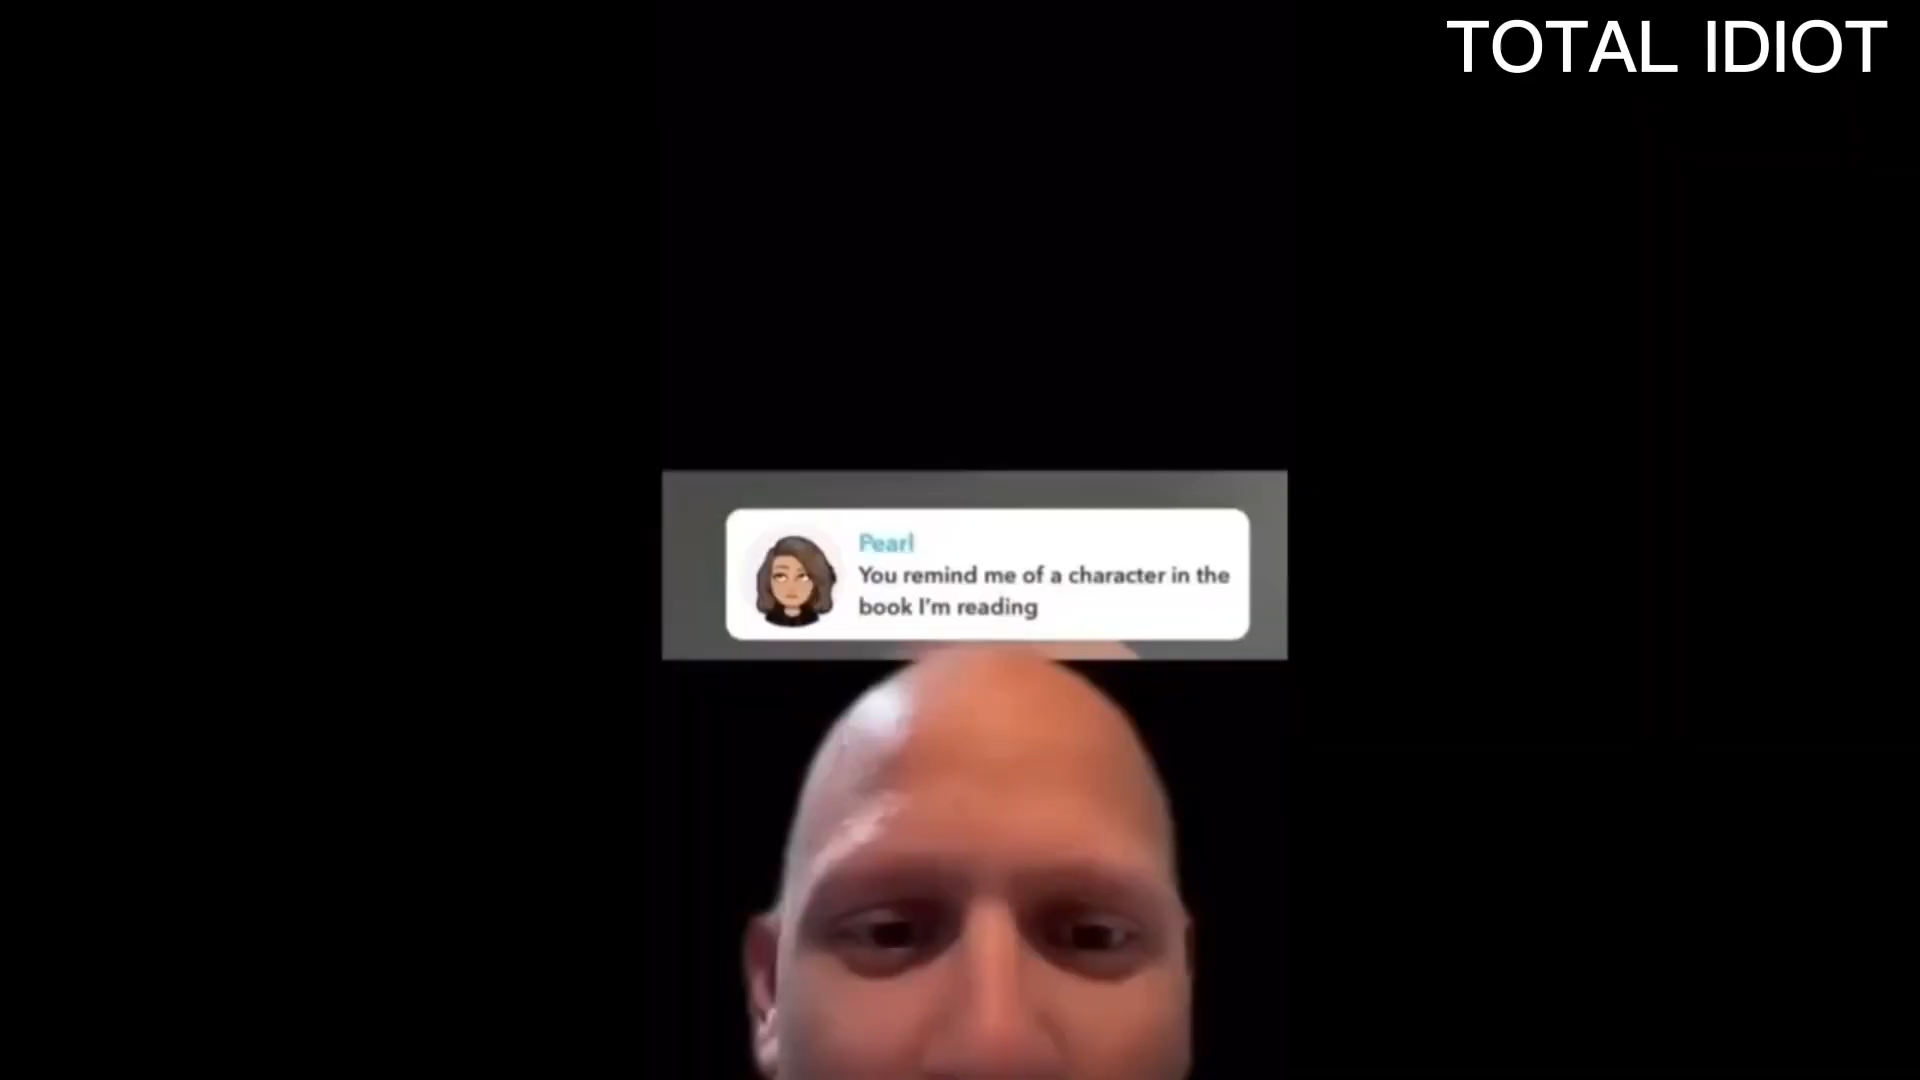 TOTAL IDIOT
Pearl
You remind me of a character in the
book I'm reading